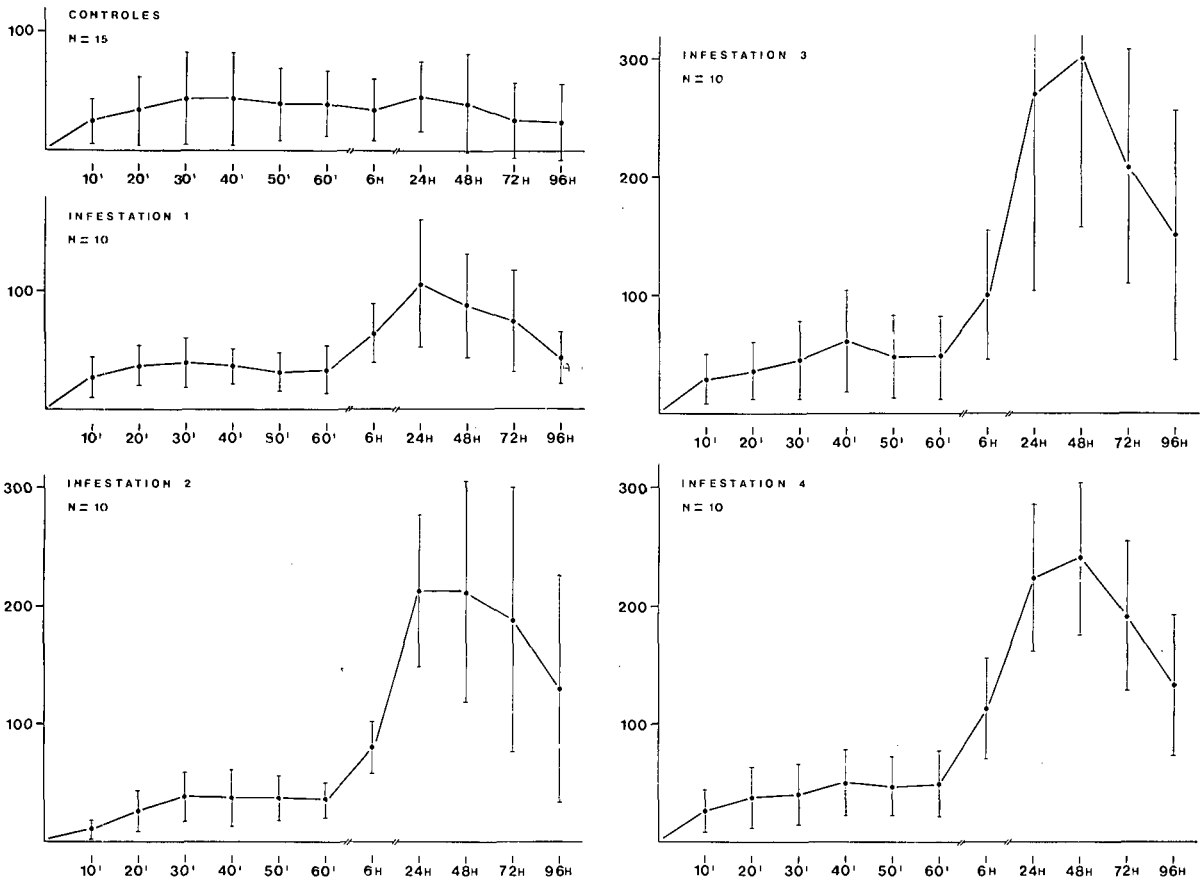 CONTROLES
N = 15
100
10' 20' 30' 40' 50' 60' 6H 24H 48H 72H 96H
INFESTATION 1
N = 10
100
10' 20' 30' 40' 50' 60' 6H 24H 48H 72H 96H
INFESTATION 2
N = 10
300
200
100
10' 20' 30' 40' 50' 60' 6H 24H 48H 72H 96H
INFESTATION 3
N = 10
300
200
100
10' 20' 30' 40' 50' 60' 6H 24H 48H 72H 96H
INFESTATION 4
N = 10
300
200
100
10' 20' 30' 40' 50' 60' 6H 24H 48H 72H 96H